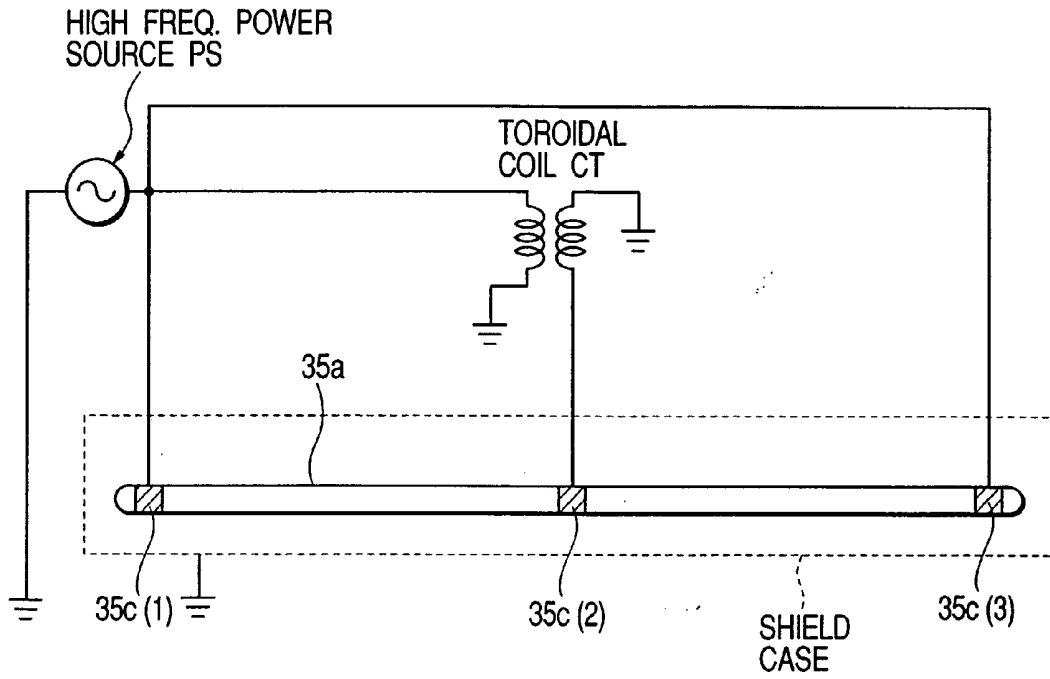 HIGH FREQ. POWER
SOURCE PS
TOROIDAL
COIL CT
35a
35c (1)
35c (2)
35c (3)
SHIELD
CASE